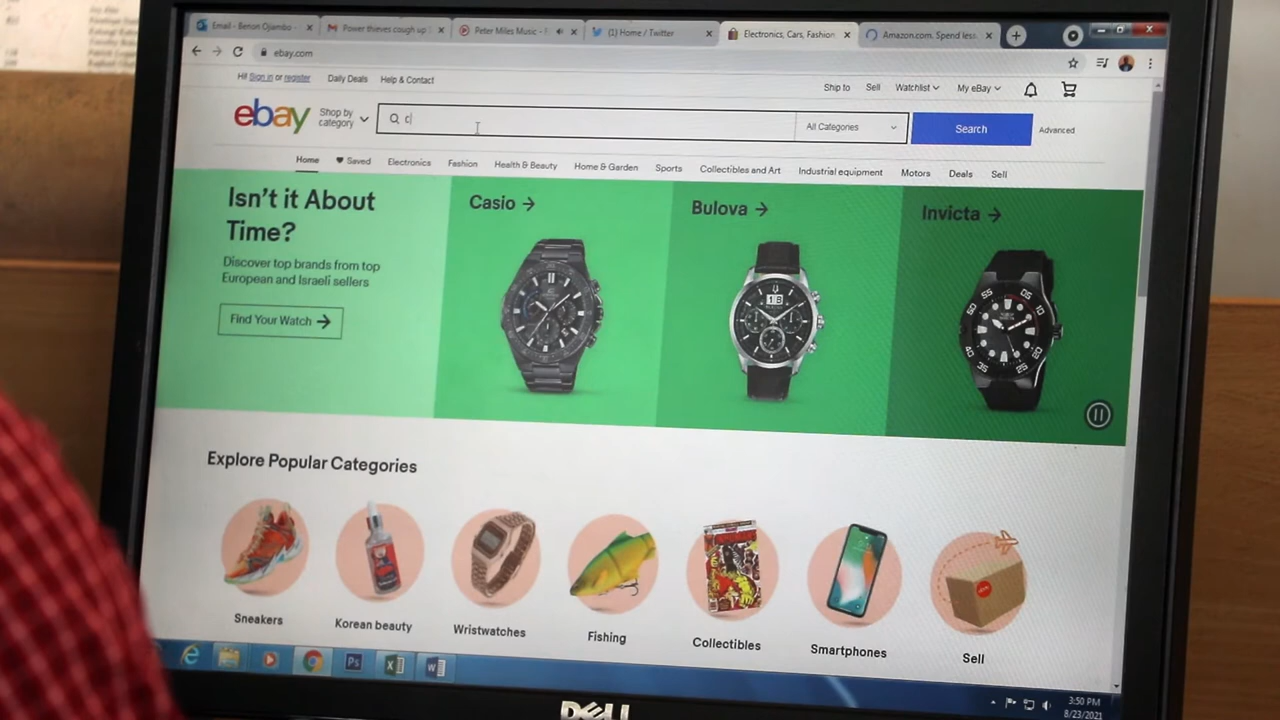 Email - Benon Ojiambo -
Power thieves cough up
Peter Miles Music -
(1) Home / Twitter
Electronics, Cars, Fashion
Amazon.com. Spend less
ebay.com
Hi! Sign in or register
Daily Deals
Help & Contact
Ship to
Sell
Watchlist
My eBay
ebay
Shop by
category
c
All Categories
Search
Advanced
Home
Saved
Electronics
Fashion
Health & Beauty
Home & Garden
Sports
Collectibles and Art
Industrial equipment
Motors
Deals
Sell
Isn't it About
Time?
Discover top brands from top
European and Israeli sellers
Find Your Watch →
Casio →
Bulova →
Invicta →
18
Explore Popular Categories
Sneakers
Korean beauty
Wristwatches
Fishing
Collectibles
Smartphones
Sell
3:50 PM
8/23/2021
DELL